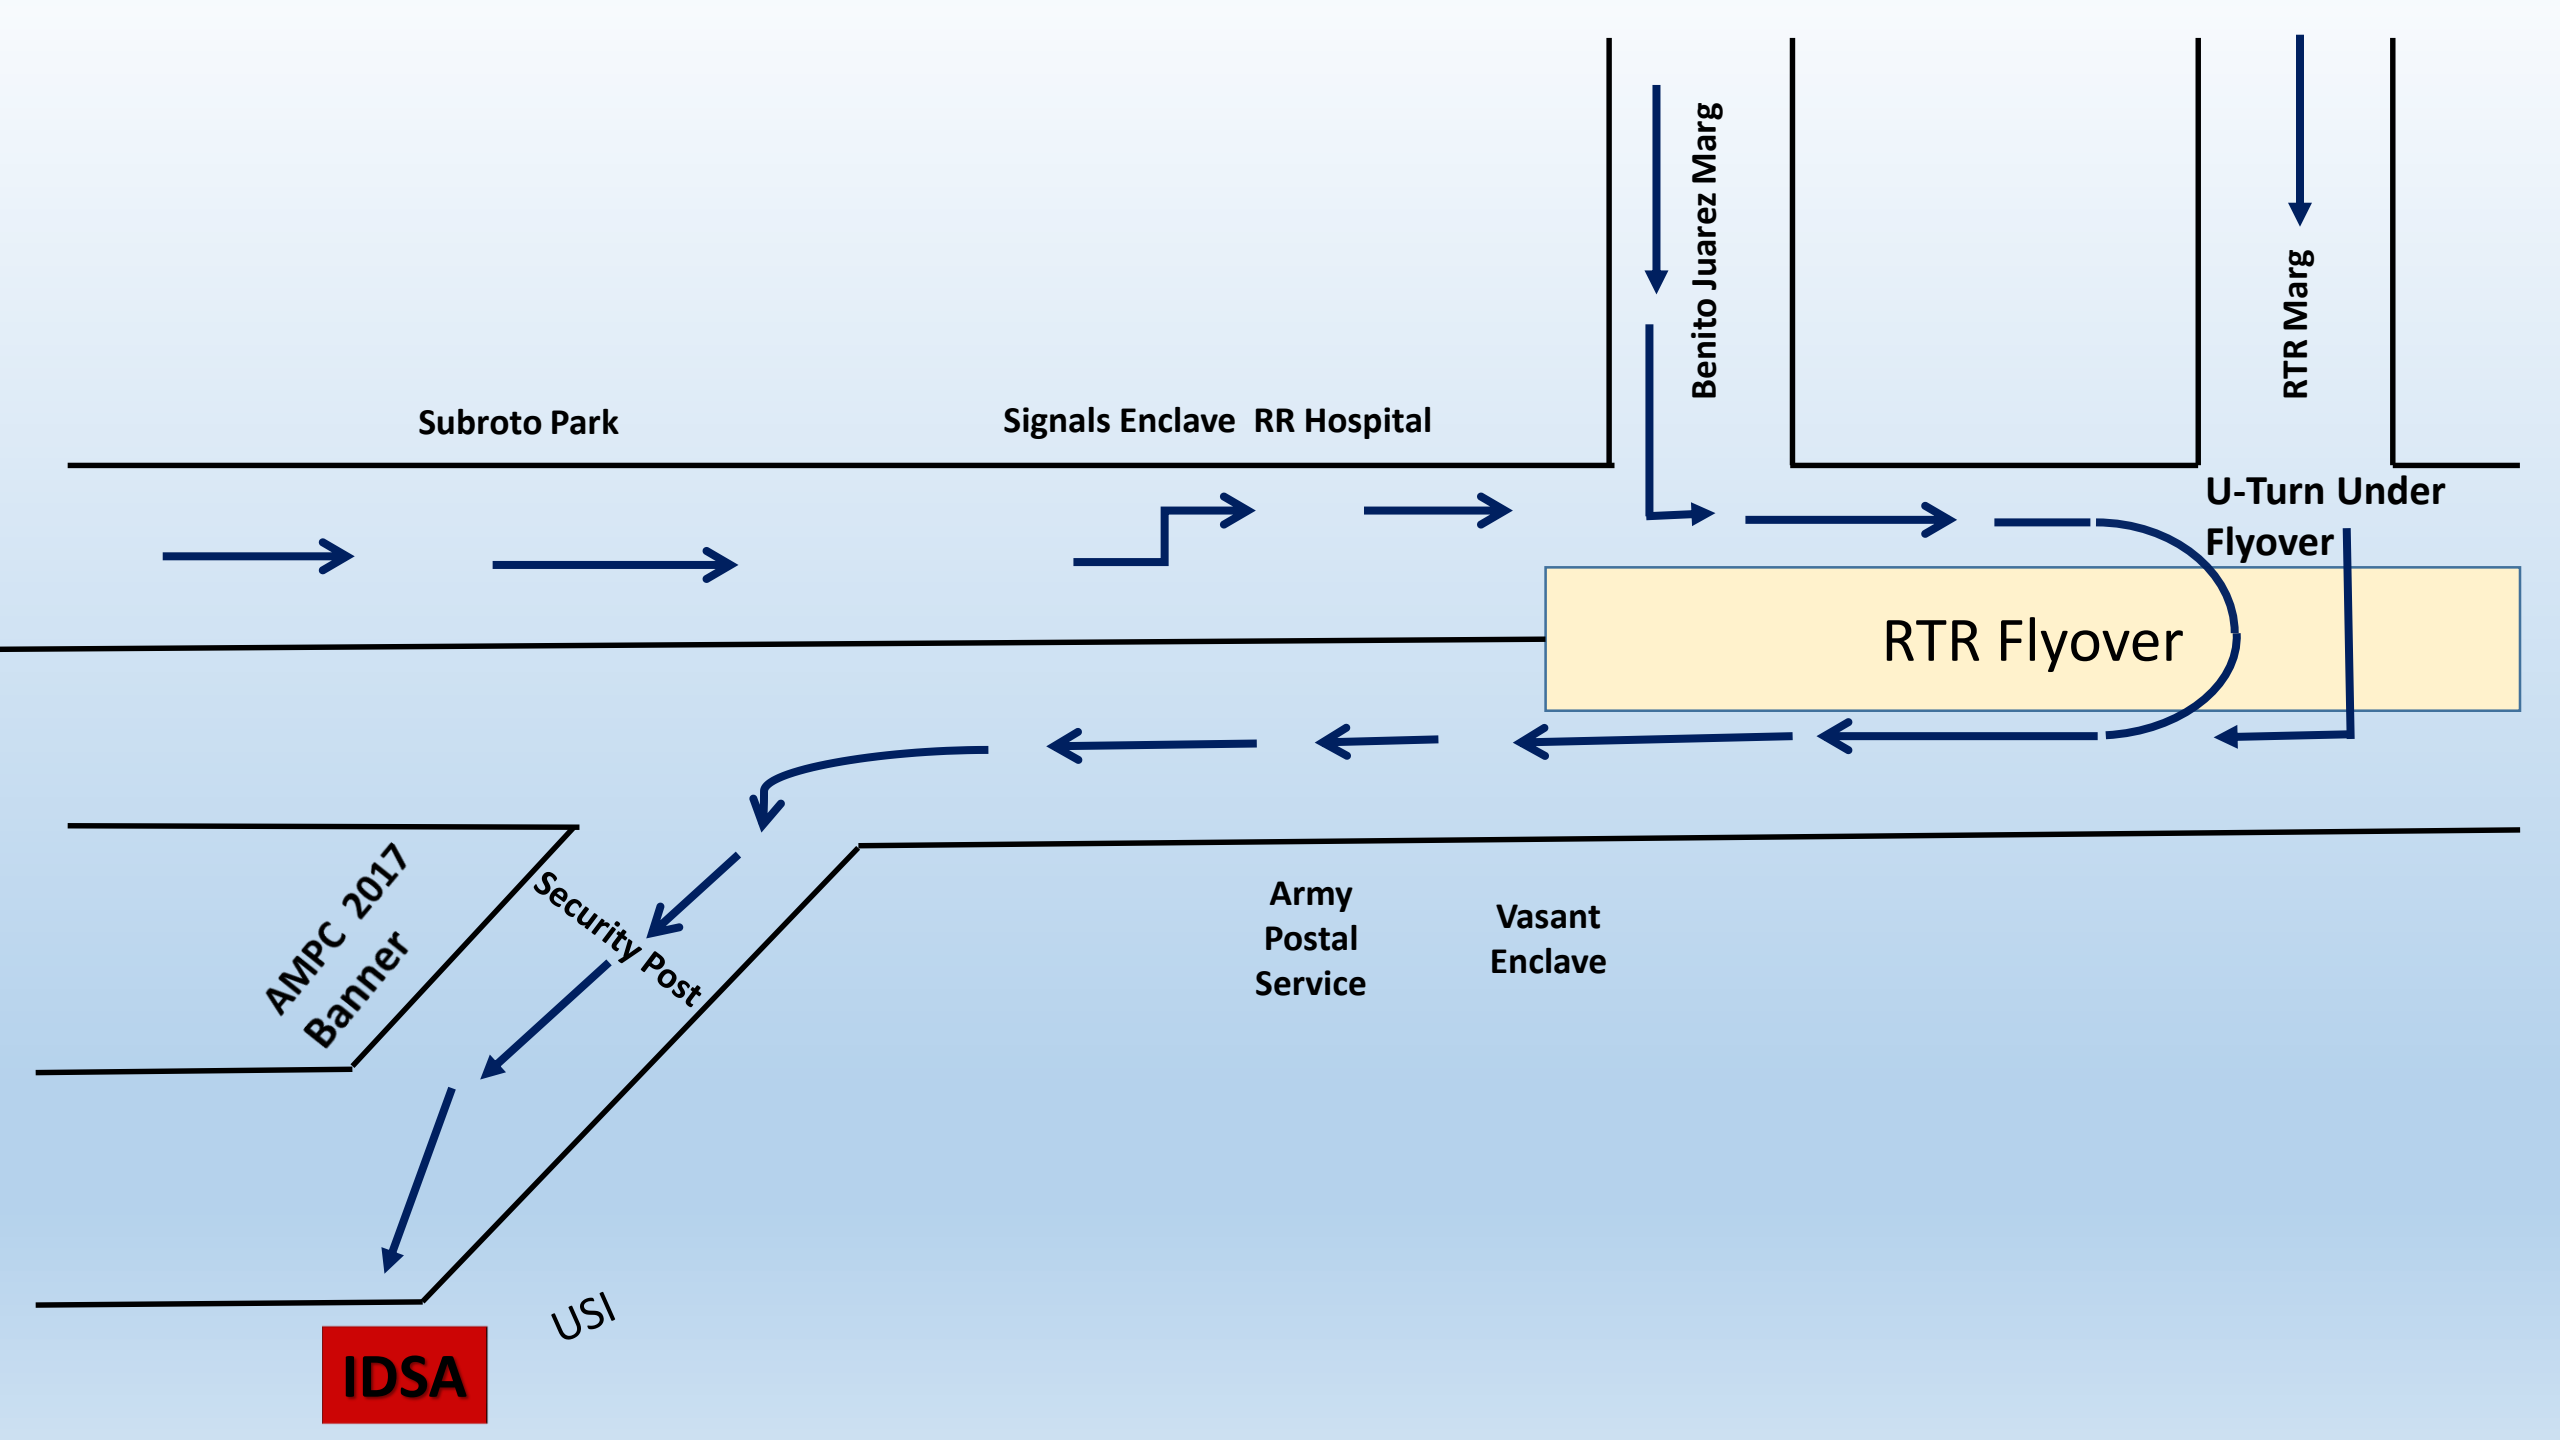 Benito Juarez Marg
RTR Marg
Subroto Park
Signals Enclave  RR Hospital
U-Turn Under
Flyover
RTR Flyover
AMPC  2017
Banner
Security Post
Army
Postal
Service
Vasant
Enclave
USI
IDSA